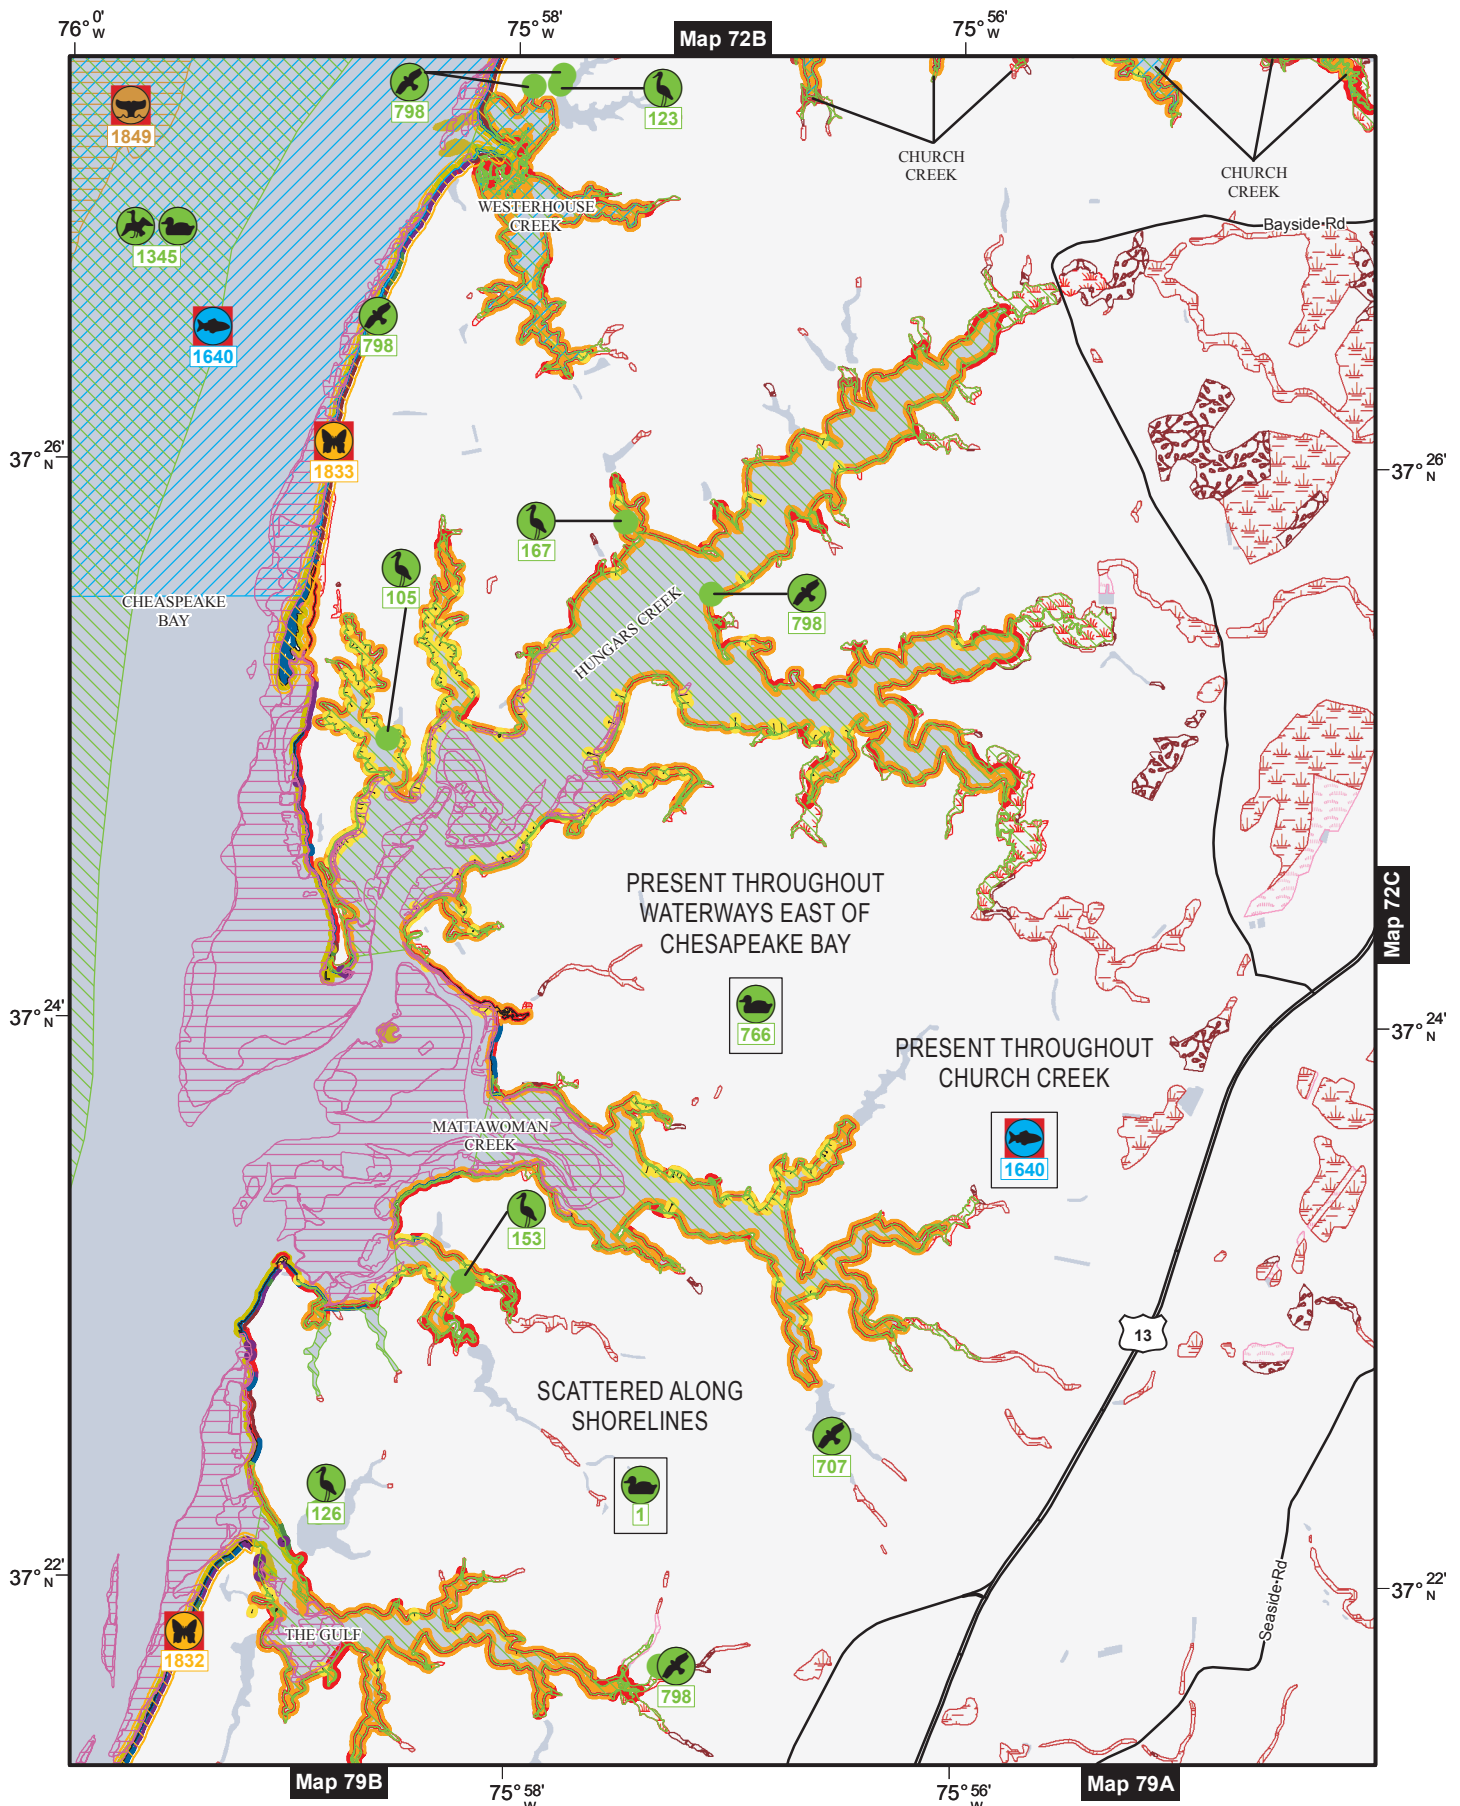 76° 0' W
75° 58' W
Map 72B
75° 56' W
798
123
1849
CHURCH
CREEK
CHURCH
CREEK
WESTERHOUSE
CREEK
Bayside Rd
1345
1640
798
37° 26' N
1833
37° 26' N
167
105
CHEASPEAKE
BAY
HUNGARS CREEK
798
PRESENT THROUGHOUT
WATERWAYS EAST OF
CHESAPEAKE BAY
766
Map 72C
37° 24' N
37° 24' N
PRESENT THROUGHOUT
CHURCH CREEK
1640
MATTAWOMAN
CREEK
153
13
SCATTERED ALONG
SHORELINES
1
707
126
37° 22' N
37° 22' N
Seaside Rd
THE GULF
1832
798
Map 79B
75° 58' W
75° 56' W
Map 79A